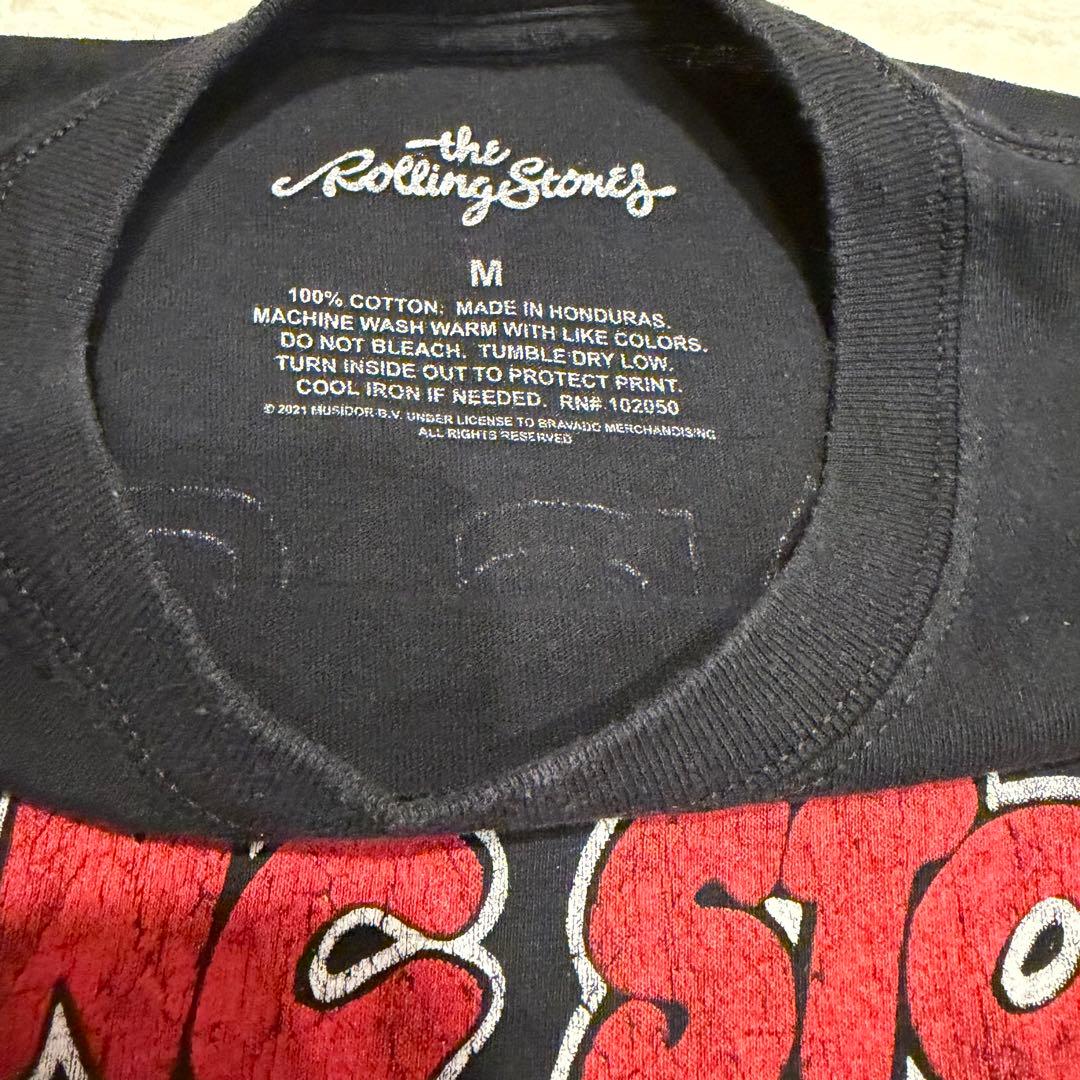 the
Rolling Stones
M
100% COTTON. MADE IN HONDURAS.
MACHINE WASH WARM WITH LIKE COLORS.
DO NOT BLEACH. TUMBLE DRY LOW.
TURN INSIDE OUT TO PROTECT PRINT.
COOL IRON IF NEEDED. RN# 102050
© 2021 MUSIDOR B.V. UNDER LICENSE TO BRAVADO MERCHANDISING
ALL RIGHTS RESERVED
NG STO